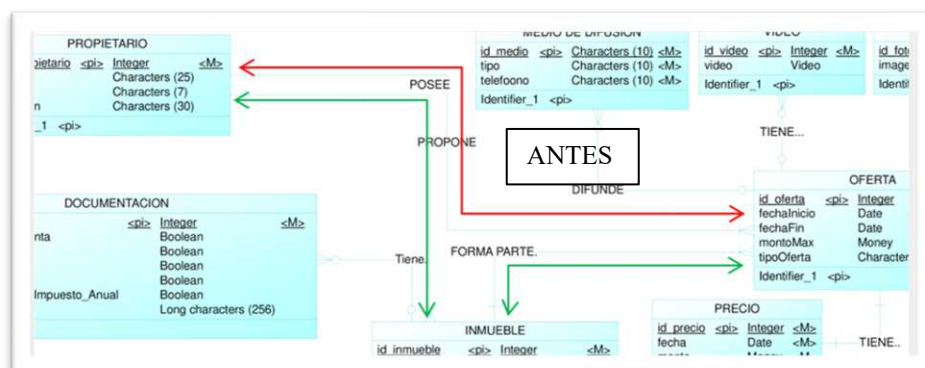 PROPIETARIO
pietario <pi> Integer <M>
Characters (25)
Characters (7)
n Characters (30)
_1 <pi>
MEDIO DE DIFUSION
id_medio <pi> Characters (10) <M>
tipo Characters (10) <M>
telefoono Characters (10) <M>
Identifier_1 <pi>
VIDEO
id_video <pi> Integer <M>
video Video
Identifier_1 <pi>
id_foto
image
Identif
POSEE
PROPONE
ANTES
TIENE...
DIFUNDE
OFERTA
id_oferta <pi> Integer
fechaInicio Date
fechaFin Date
montoMax Money
tipoOferta Character
Identifier_1 <pi>
DOCUMENTACION
<pi> Integer <M>
nta Boolean
Boolean
Boolean
Boolean
Impuesto_Anual Boolean
Long characters (256)
Tiene.
FORMA PARTE.
INMUEBLE
id_inmueble <pi> Integer <M>
PRECIO
id_precio <pi> Integer <M>
fecha Date <M>
TIENE..